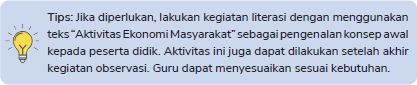 Tips: Jika diperlukan, lakukan kegiatan literasi dengan menggunakan
teks “Aktivitas Ekonomi Masyarakat” sebagai pengenalan konsep awal
kepada peserta didik. Aktivitas ini juga dapat dilakukan setelah akhir
kegiatan observasi. Guru dapat menyesuaikan sesuai kebutuhan.